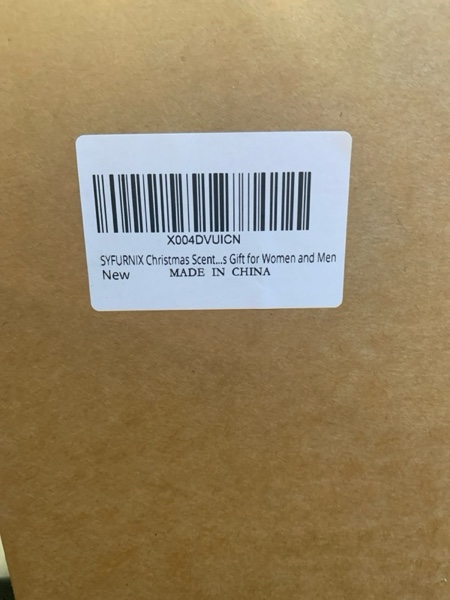 X004DVUICN
SYFURNIX Christmas Scent...s Gift for Women and Men
New MADE IN CHINA